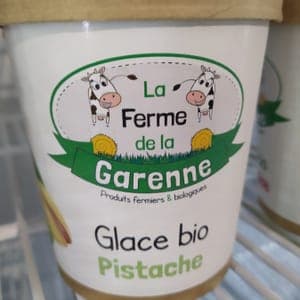 La
Ferme
de la
Garenne
Produits fermiers & biologiques
Glace bio
Pistache